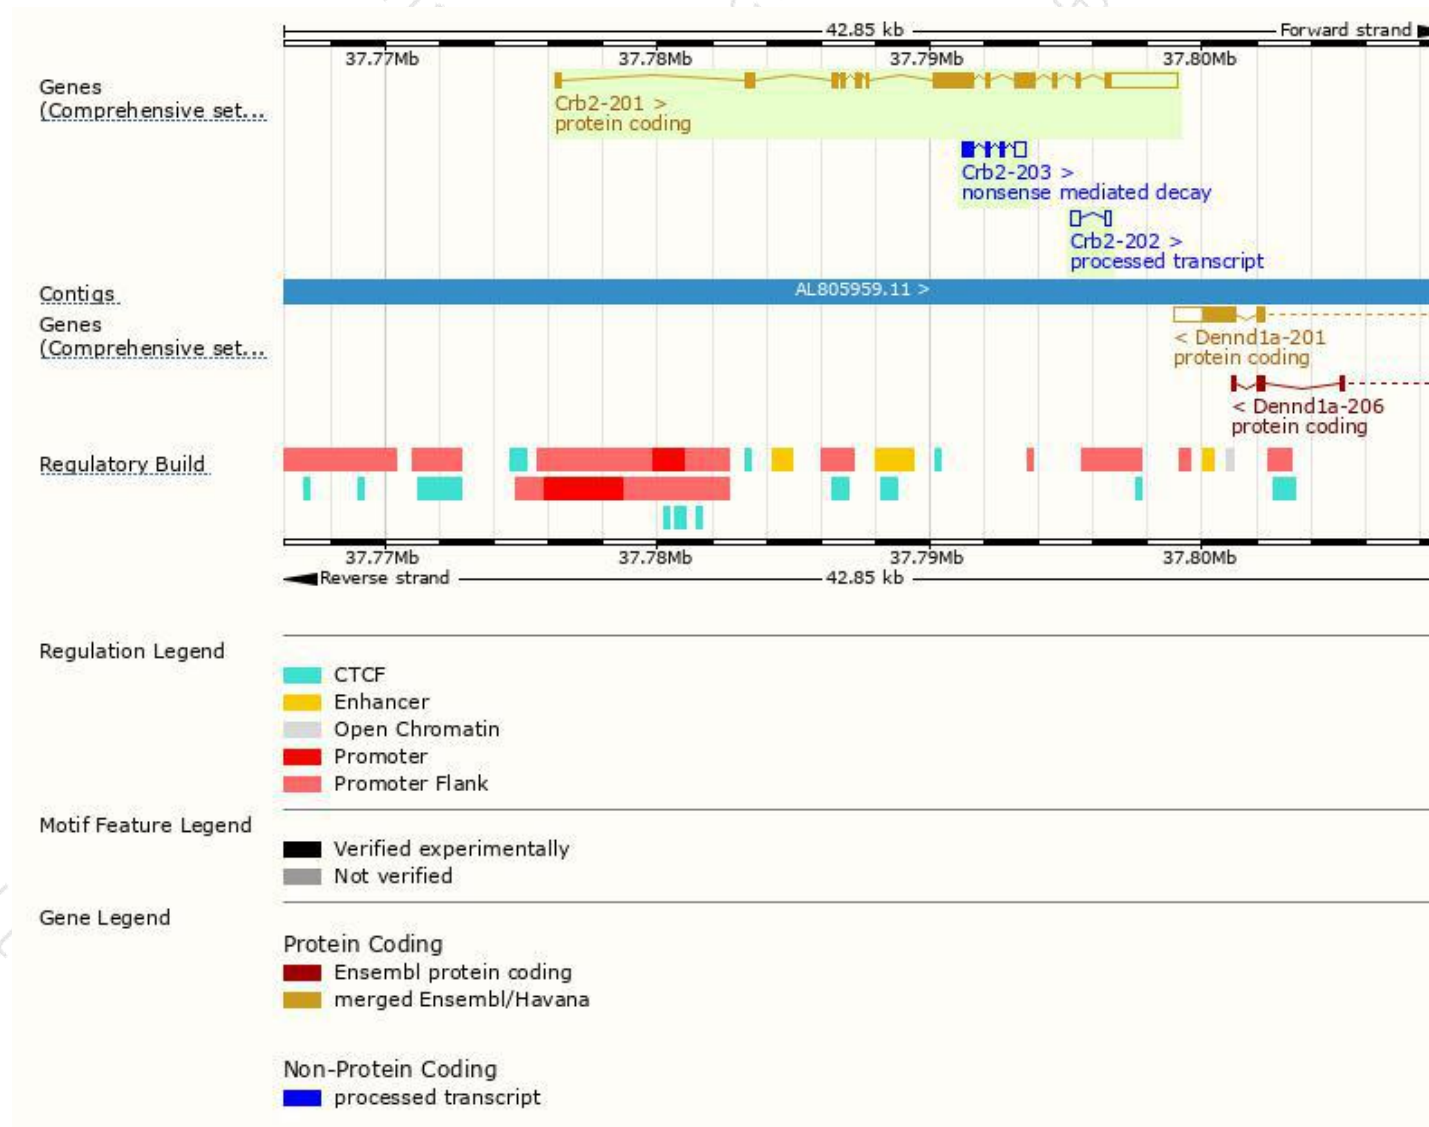 42.85 kb
Forward strand
37.77Mb 37.78Mb 37.79Mb 37.80Mb
Genes
(Comprehensive set...
Crb2-201 >
protein coding
Crb2-203 >
nonsense mediated decay
Crb2-202 >
processed transcript
Contigs
AL805959.11 >
Genes
(Comprehensive set...
< Dennd1a-201
protein coding
< Dennd1a-206
protein coding
Regulatory Build
37.77Mb 37.78Mb 37.79Mb 37.80Mb
Reverse strand
42.85 kb
Regulation Legend
CTCF
Enhancer
Open Chromatin
Promoter
Promoter Flank
Motif Feature Legend
Verified experimentally
Not verified
Gene Legend
Protein Coding
Ensembl protein coding
merged Ensembl/Havana
Non-Protein Coding
processed transcript